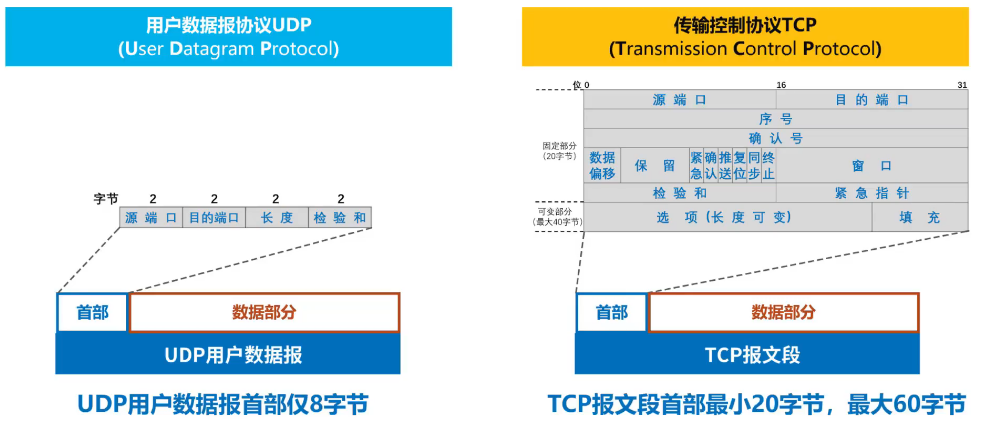 用户数据报协议UDP
(User Datagram Protocol)
字节 2 2 2 2
源端口 目的端口 长度 检验和
首部 数据部分
UDP用户数据报
UDP用户数据报首部仅8字节
传输控制协议TCP
(Transmission Control Protocol)
位 0 16 31
源端口 目的端口
序号
确认号
固定部分
(20字节)
数据偏移 保留 紧急 确认 推送 复位 同步 终止 窗口
检验和 紧急指针
可变部分
(最大40字节)
选项(长度可变) 填充
首部 数据部分
TCP报文段
TCP报文段首部最小20字节，最大60字节